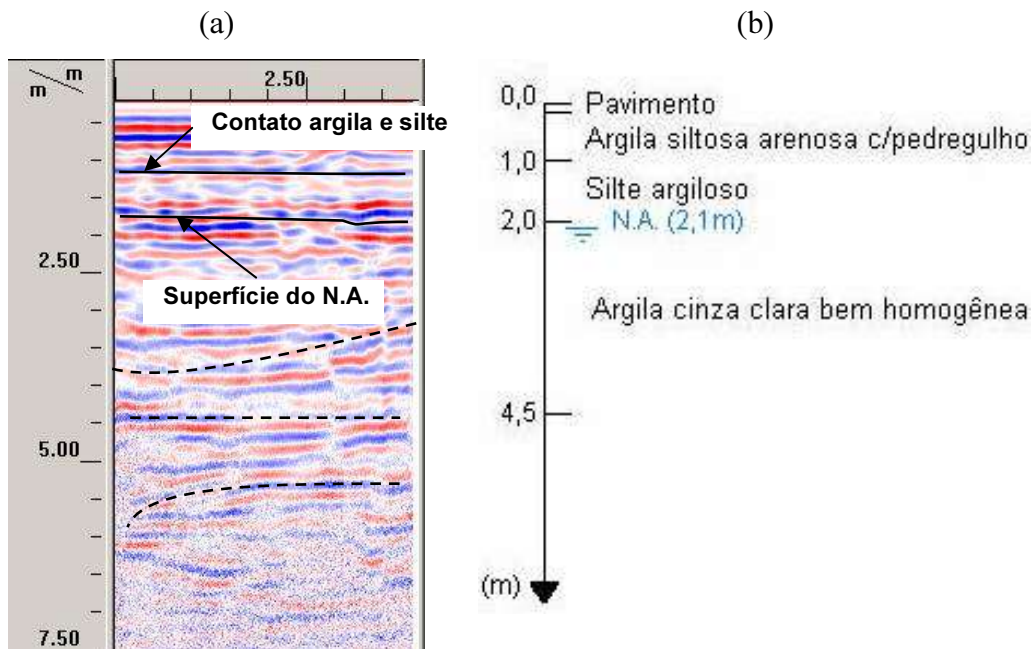 (a)
m
m
2.50
Contato argila e silte
2.50
Superfície do N.A.
5.00
7.50
(b)
0,0
Pavimento
Argila siltosa arenosa c/pedregulho
1,0
Silte argiloso
2,0
N.A. (2,1m)
Argila cinza clara bem homogênea
4,5
(m)